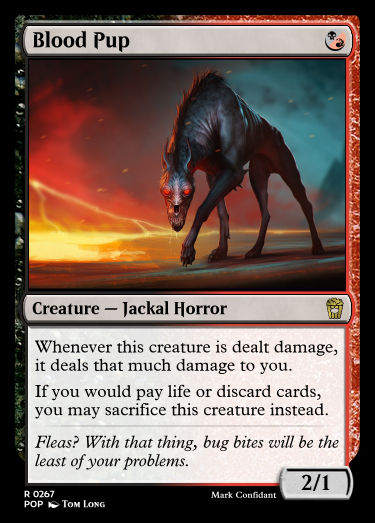 Blood Pup
Creature — Jackal Horror
Whenever this creature is dealt damage,
it deals that much damage to you.
If you would pay life or discard cards,
you may sacrifice this creature instead.
Fleas? With that thing, bug bites will be the
least of your problems.
2/1
R 0267
POP Tom Long
Mark Confidant